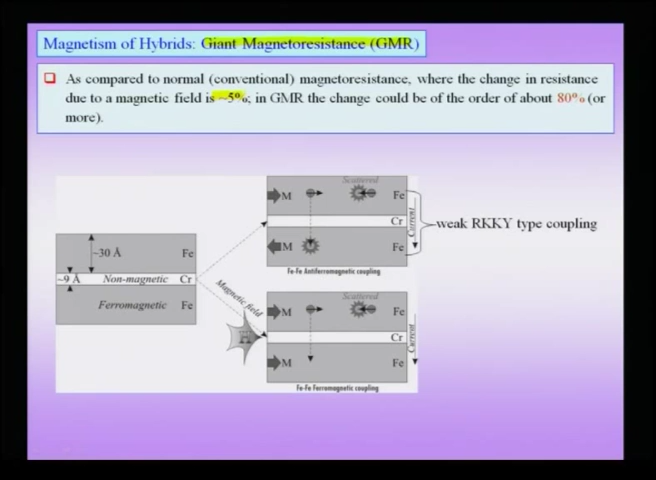 Magnetism of Hybrids: Giant Magnetoresistance (GMR)
As compared to normal (conventional) magnetoresistance, where the change in resistance
due to a magnetic field is ~5%; in GMR the change could be of the order of about 80% (or
more).
~30 Å
Fe
~9 Å
Non-magnetic
Cr
Ferromagnetic
Fe
Magnetic field
Scattered
M
Fe
Cr
M
Fe
Current
Fe-Fe Antiferromagnetic coupling
weak RKKY type coupling
Scattered
M
Fe
Cr
M
Fe
Current
Fe-Fe Ferromagnetic coupling